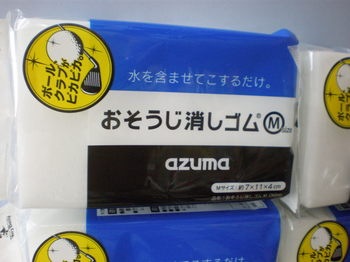 ボール、
クラブが
ピカピカ。
水を含ませてこするだけ。
おそうじ消しゴム® M SIZE
azuma
Mサイズ:約7×11×4cm